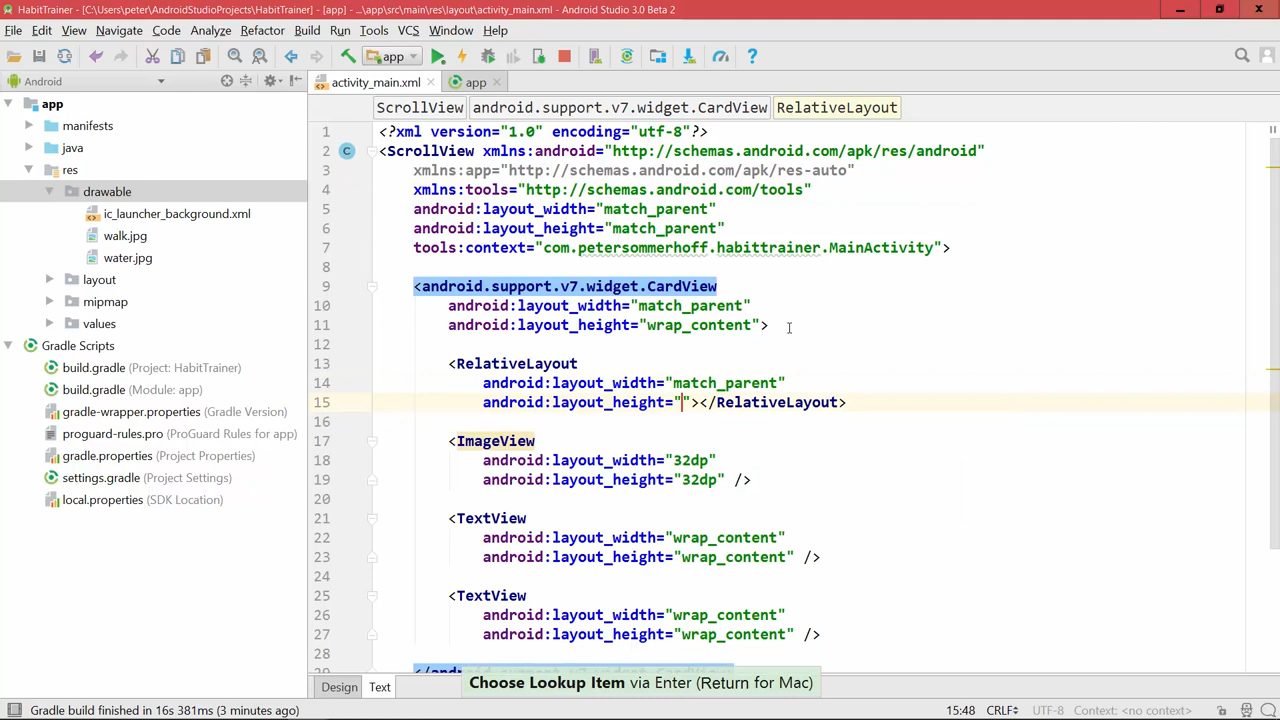 HabitTrainer - [C:\Users\peter\AndroidStudioProjects\HabitTrainer] - [app] - ...\app\src\main\res\layout\activity_main.xml - Android Studio 3.0 Beta 2
File Edit View Navigate Code Analyze Refactor Build Run Tools VCS Window Help
app
Android
activity_main.xml
app
app
manifests
java
res
drawable
ic_launcher_background.xml
walk.jpg
water.jpg
layout
mipmap
values
Gradle Scripts
build.gradle (Project: HabitTrainer)
build.gradle (Module: app)
gradle-wrapper.properties (Gradle Version)
proguard-rules.pro (ProGuard Rules for app)
gradle.properties (Project Properties)
settings.gradle (Project Settings)
local.properties (SDK Location)
ScrollView android.support.v7.widget.CardView RelativeLayout
1 <?xml version="1.0" encoding="utf-8"?>
2 <ScrollView xmlns:android="http://schemas.android.com/apk/res/android"
3 xmlns:app="http://schemas.android.com/apk/res-auto"
4 xmlns:tools="http://schemas.android.com/tools"
5 android:layout_width="match_parent"
6 android:layout_height="match_parent"
7 tools:context="com.petersommerhoff.habittrainer.MainActivity">
8
9 <android.support.v7.widget.CardView
10 android:layout_width="match_parent"
11 android:layout_height="wrap_content">
12
13 <RelativeLayout
14 android:layout_width="match_parent"
15 android:layout_height=""></RelativeLayout>
16
17 <ImageView
18 android:layout_width="32dp"
19 android:layout_height="32dp" />
20
21 <TextView
22 android:layout_width="wrap_content"
23 android:layout_height="wrap_content" />
24
25 <TextView
26 android:layout_width="wrap_content"
27 android:layout_height="wrap_content" />
28
29 </android.support.v7.widget.CardView>
Choose Lookup Item via Enter (Return for Mac)
Design Text
Gradle build finished in 16s 381ms (3 minutes ago)
15:48 CRLF UTF-8 Context: <no context>